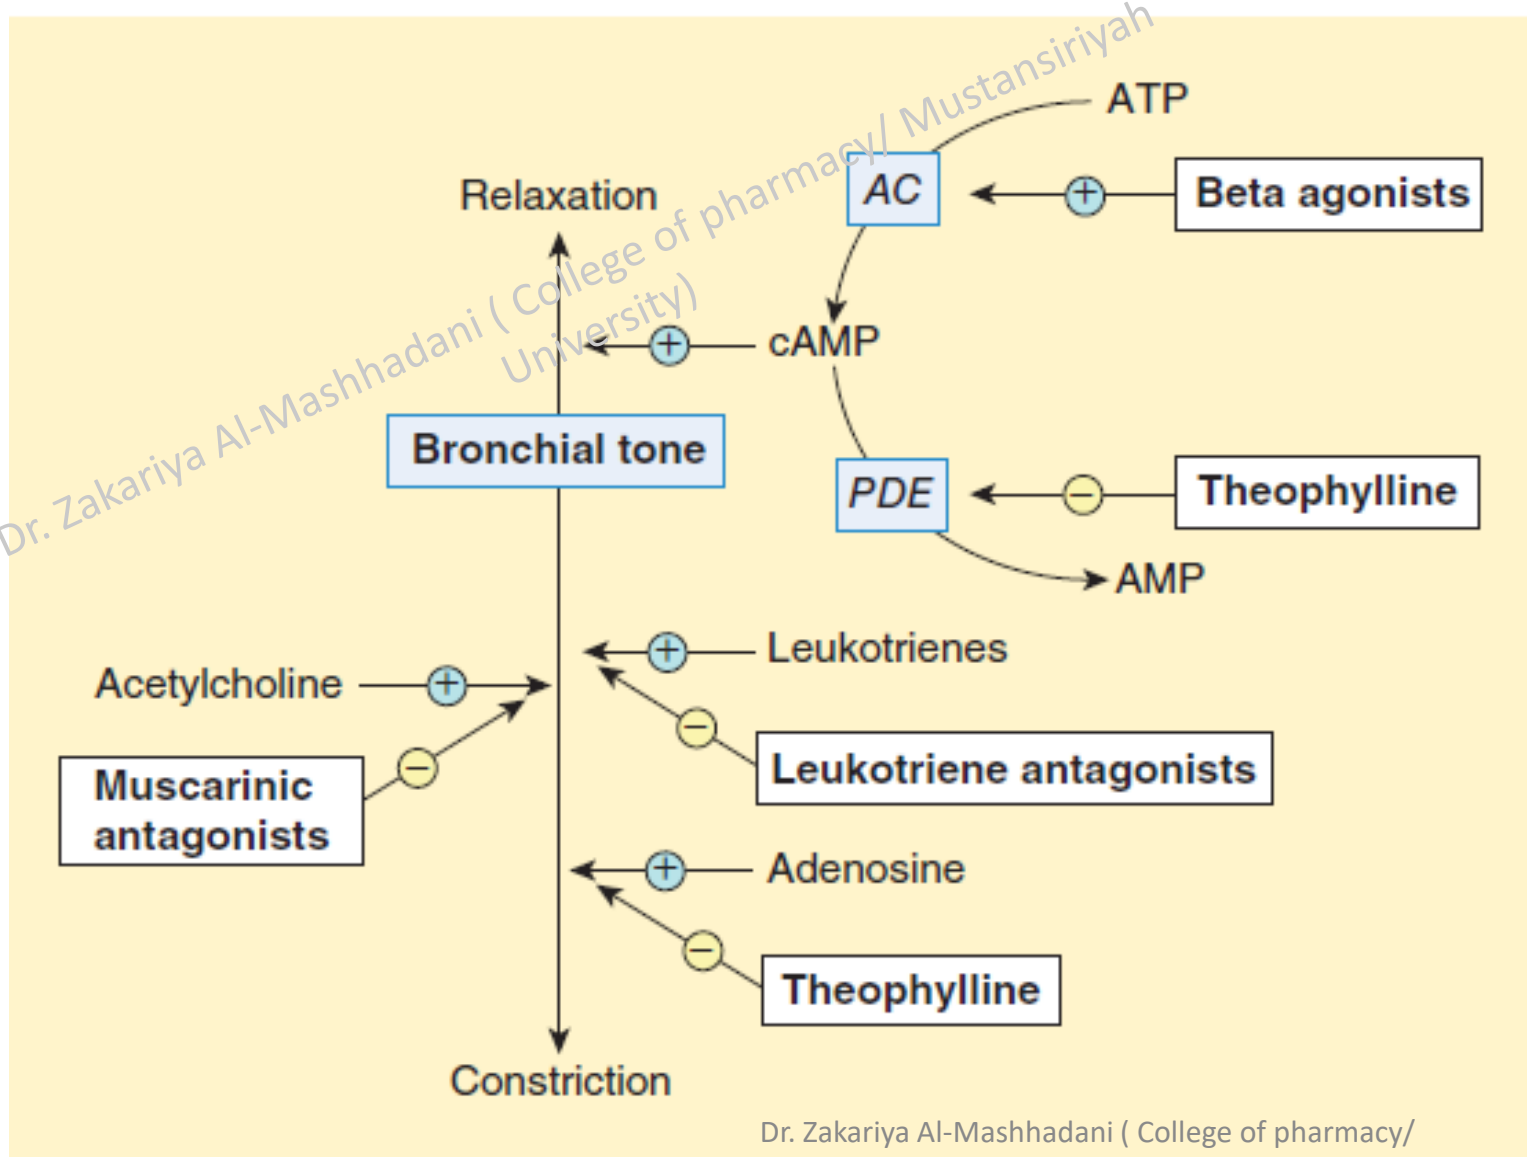 Dr. Zakariya Al-Mashhadani ( College of pharmacy/ Mustansiriyah
University)
ATP
AC
+
Beta agonists
Relaxation
+
cAMP
Bronchial tone
PDE
−
Theophylline
AMP
+
Leukotrienes
Acetylcholine
+
−
Leukotriene antagonists
−
Muscarinic
antagonists
+
Adenosine
−
Theophylline
Constriction
Dr. Zakariya Al-Mashhadani ( College of pharmacy/